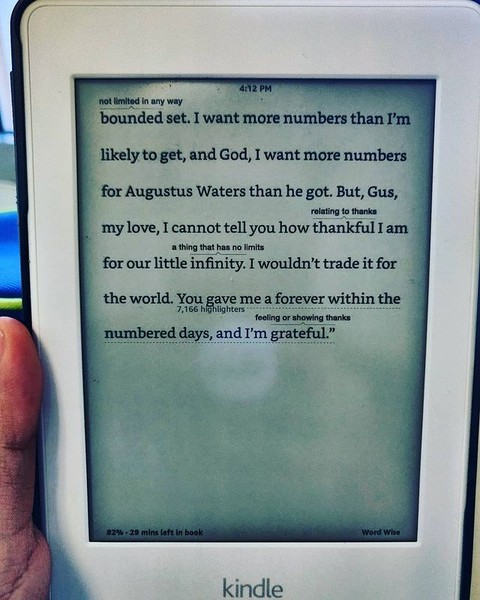 4:12 PM
not limited in any way
bounded set. I want more numbers than I'm
likely to get, and God, I want more numbers
for Augustus Waters than he got. But, Gus,
relating to thanks
my love, I cannot tell you how thankful I am
a thing that has no limits
for our little infinity. I wouldn't trade it for
the world. You gave me a forever within the
7,166 highlighters
feeling or showing thanks
numbered days, and I'm grateful."
82% • 29 mins left in book Word Wise
kindle